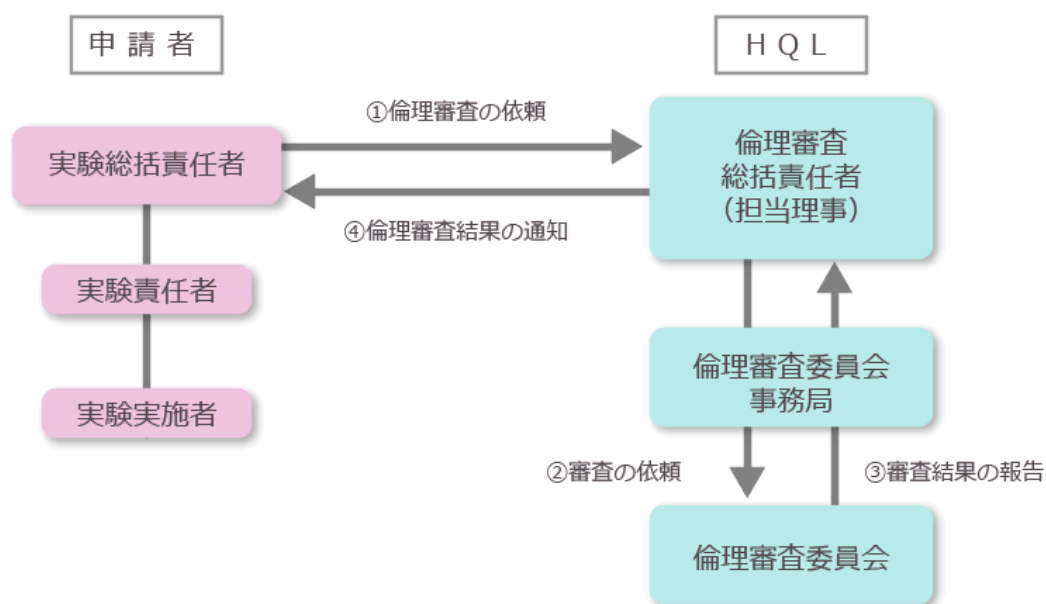 申請者
HQL
①倫理審査の依頼
実験総括責任者
倫理審査
総括責任者
（担当理事）
④倫理審査結果の通知
実験責任者
倫理審査委員会
事務局
実験実施者
②審査の依頼
③審査結果の報告
倫理審査委員会